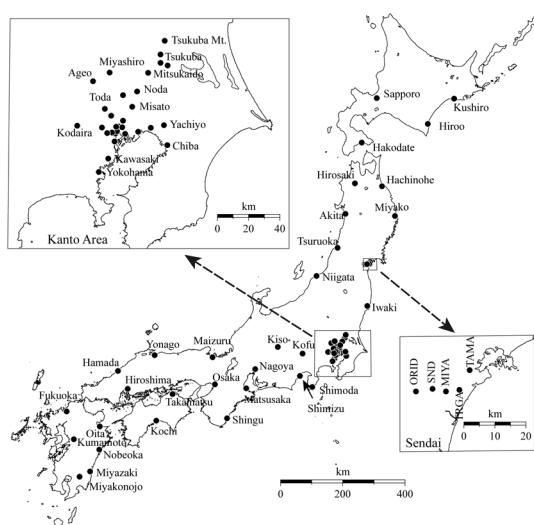 Tsukuba Mt.
Tsukuba
Miyashiro
Mitsukaido
Ageo
Noda
Toda
Misato
Yachiyo
Kodaira
Chiba
Kawasaki
Yokohama
km
0 20 40
Kanto Area
Sapporo
Kushiro
Hiroo
Hakodate
Hirosaki
Hachinohe
Akita
Miyako
Tsuruoka
Niigata
Iwaki
Kiso-
Kofu
Yonago
Maizuru
Nagoya
Hamada
Hiroshima
Osaka
Shimoda
Fukuoka
Takamatsu
Matsusaka
Shimizu
Oita
Kochi
Shingu
Kumamoto
Nobeoka
Miyazaki
Miyakonojo
km
0 200 400
ORID
SND
MIYA
IRGA
TAMA
km
0 10 20
Sendai